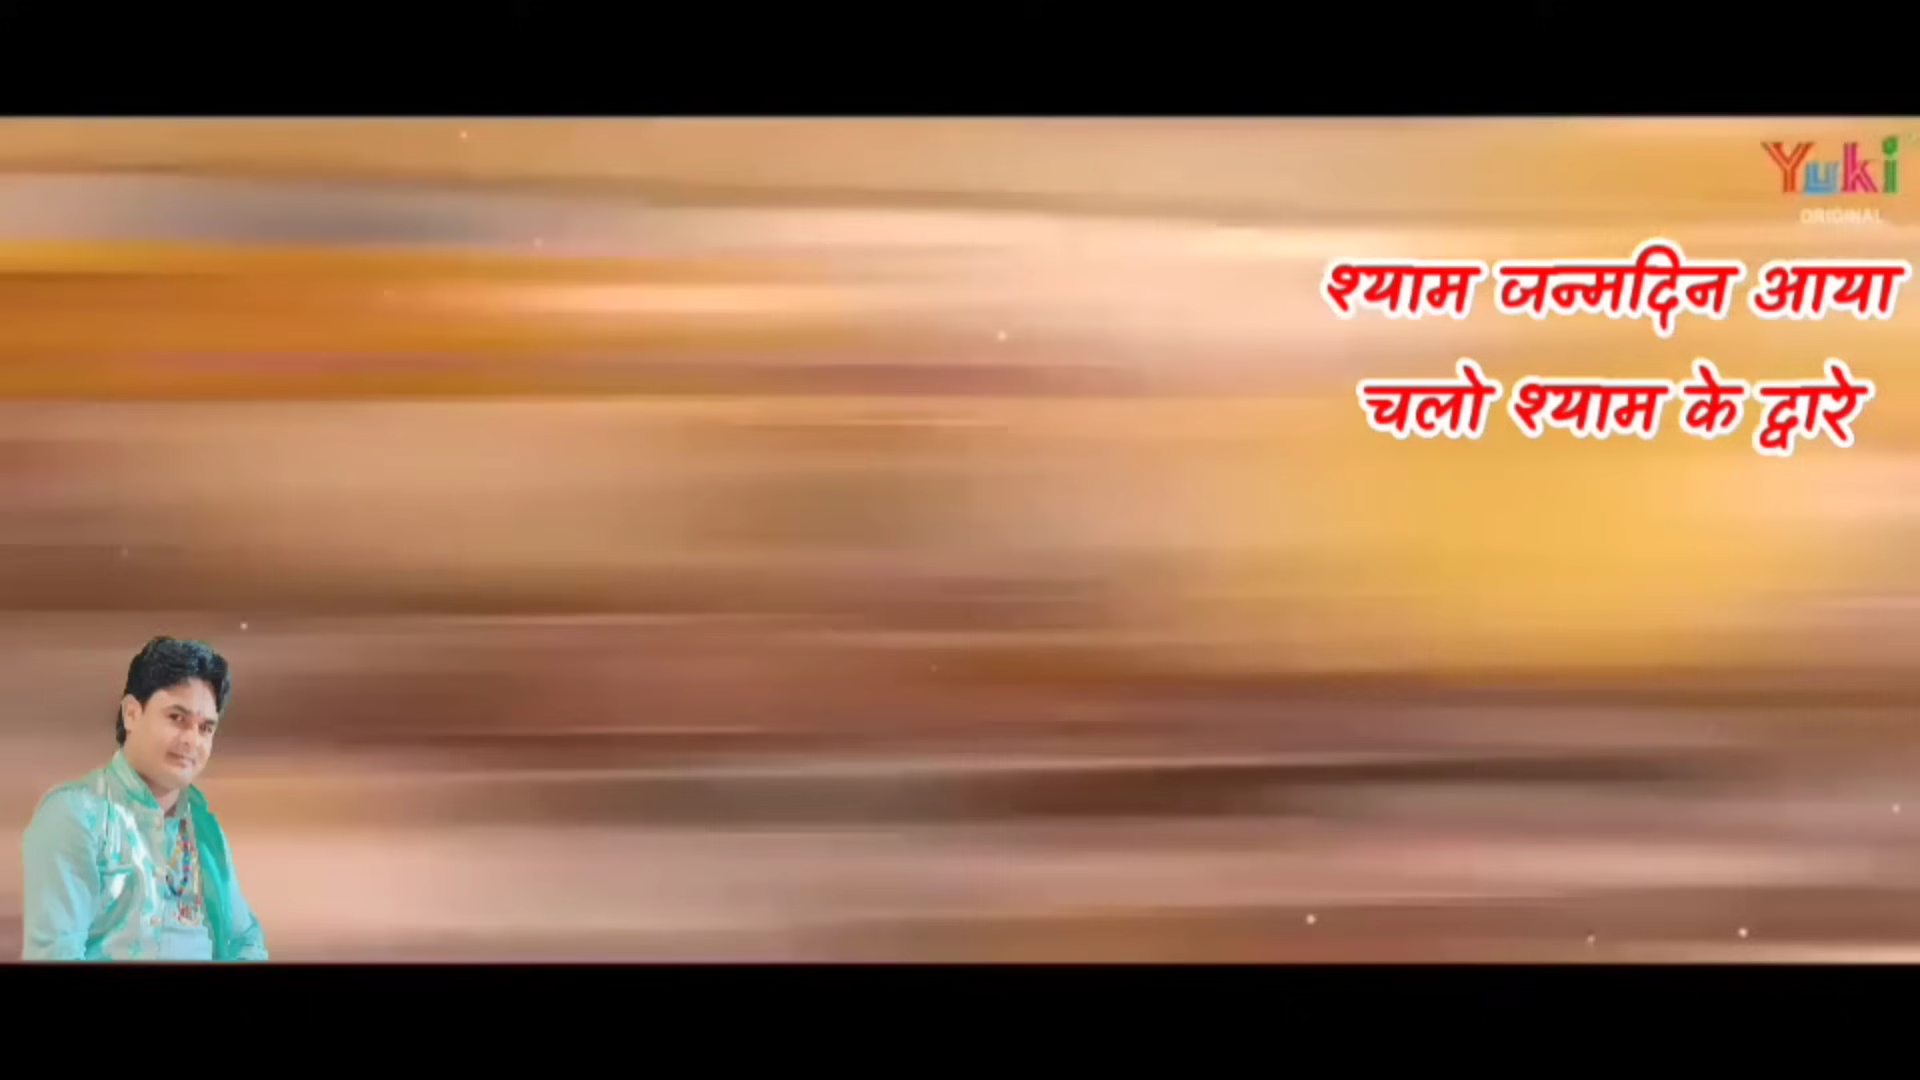 Yuki
ORIGINAL
श्याम जन्मदिन आया
चलो श्याम के द्वारे